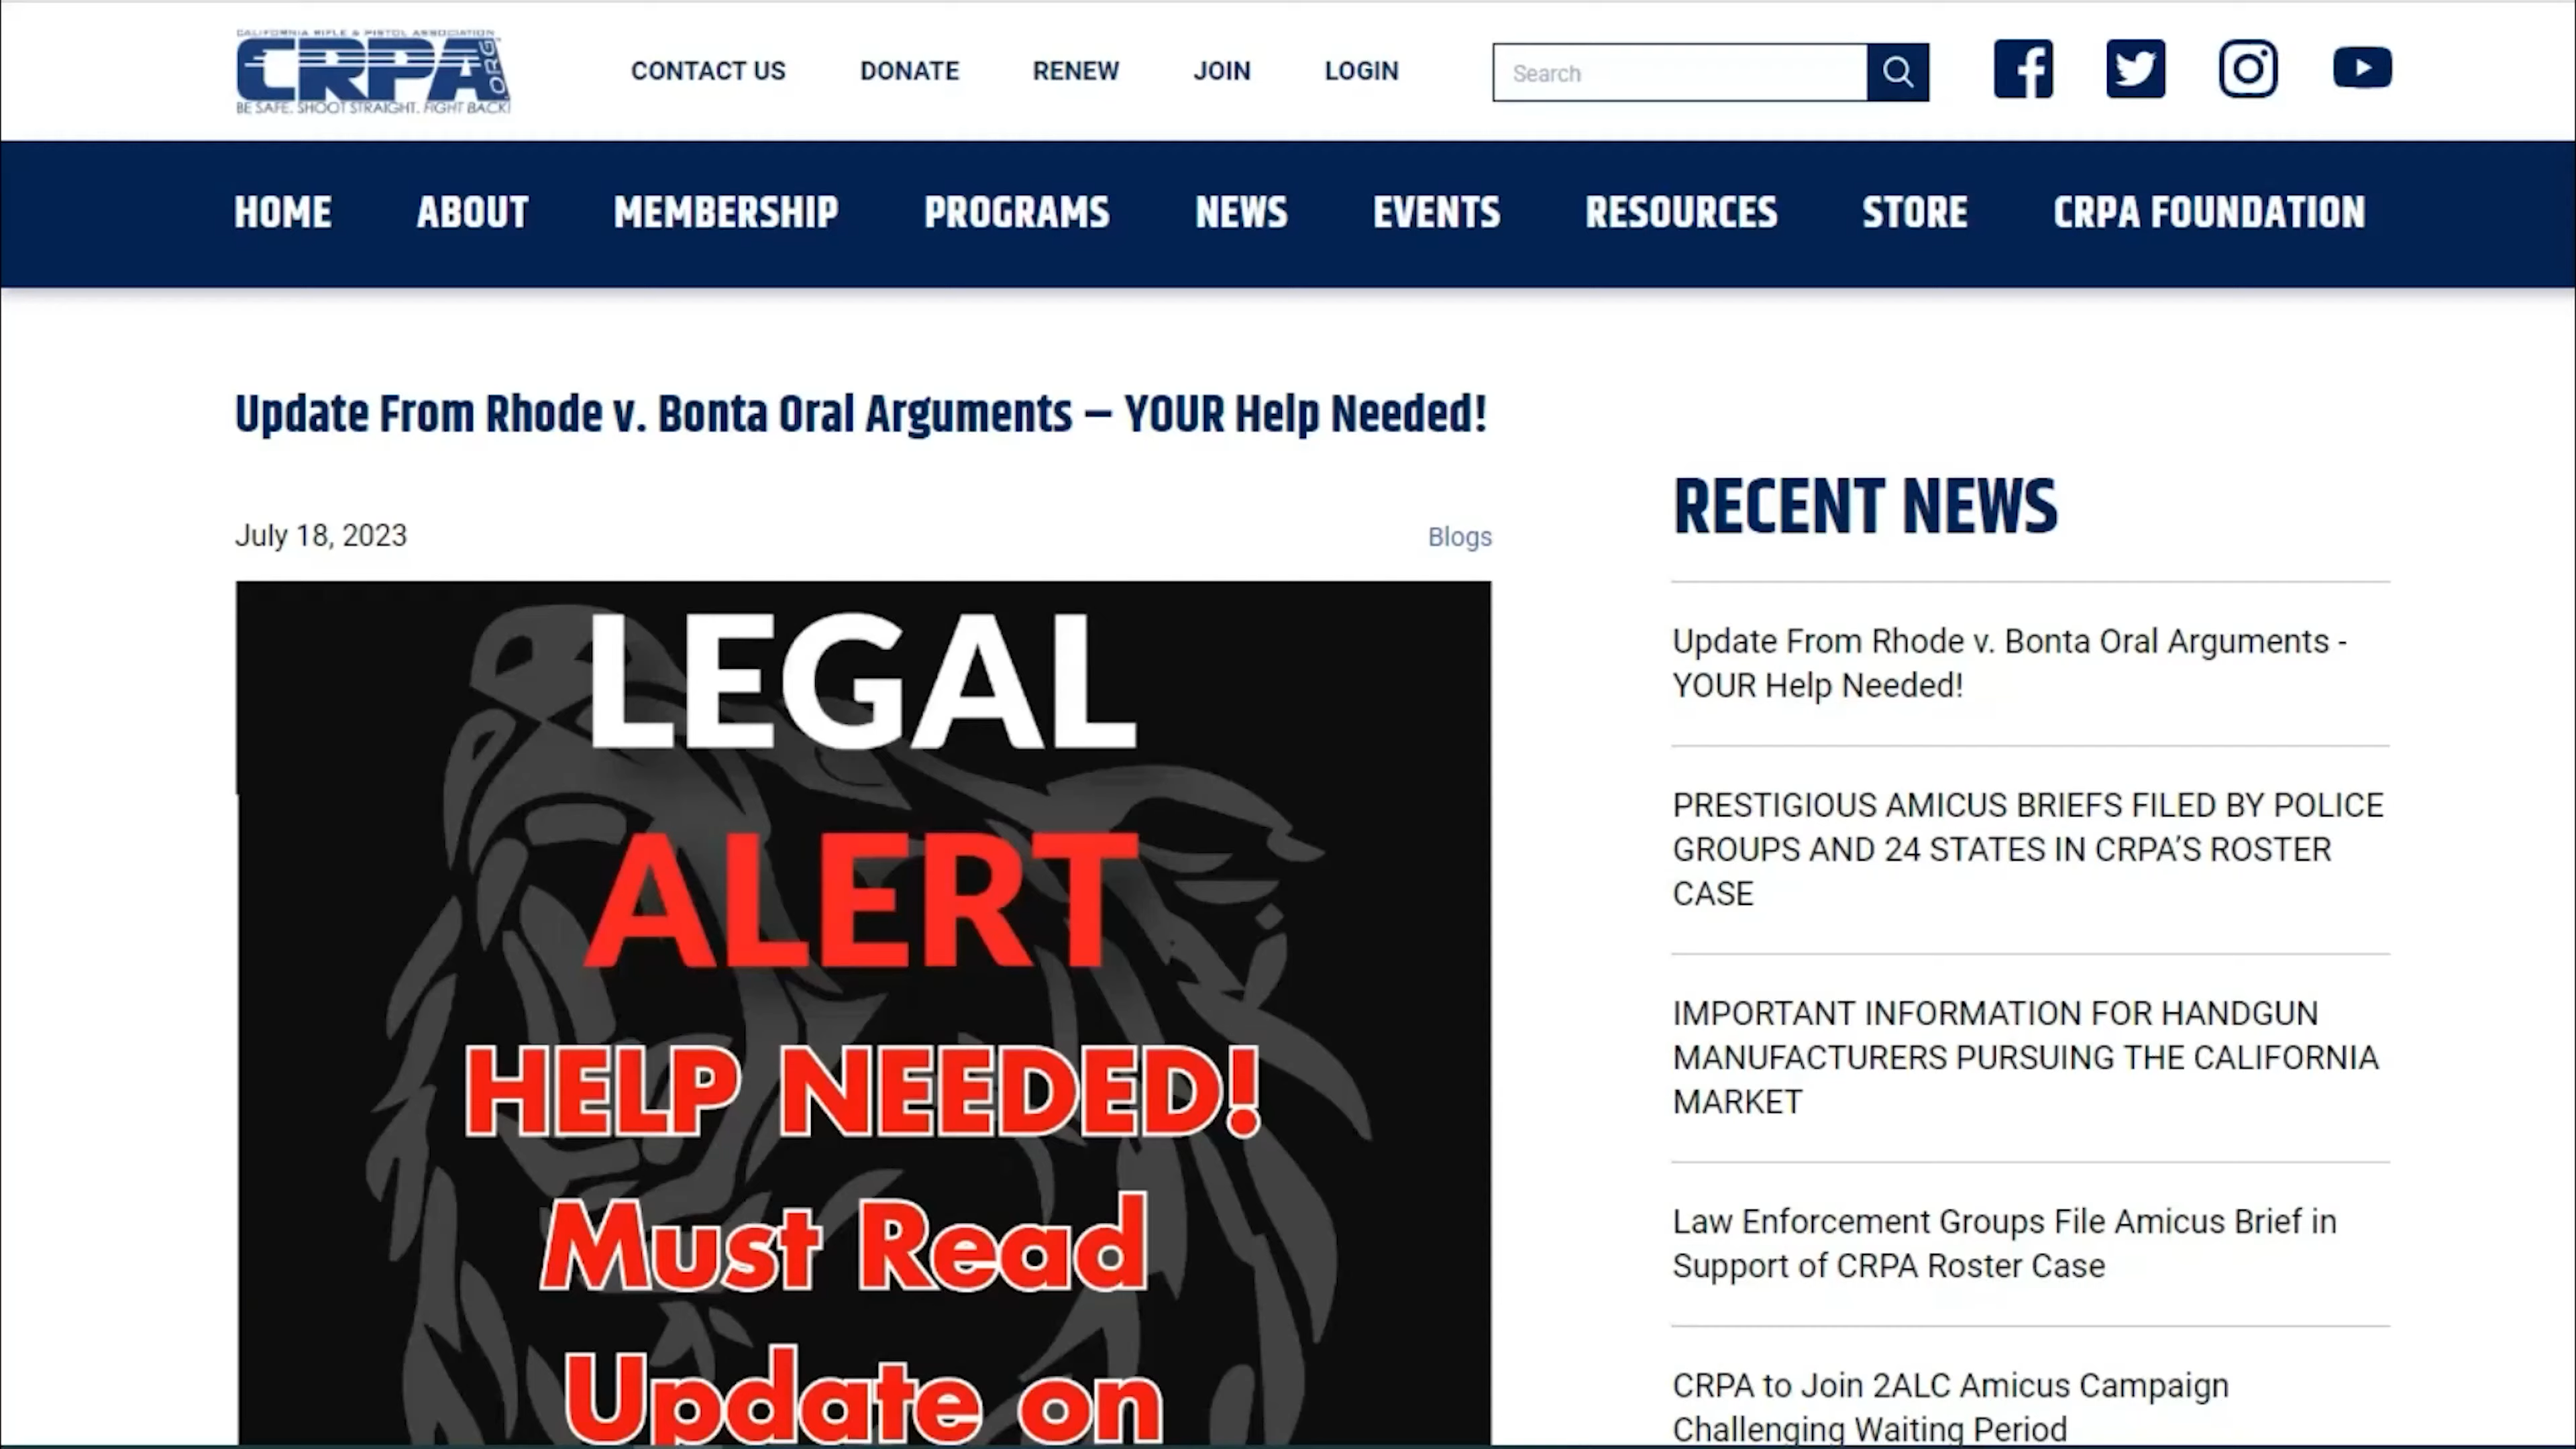 CALIFORNIA RIFLE & PISTOL ASSOCIATION
CRPA.ORG
BE SAFE. SHOOT STRAIGHT. FIGHT BACK!
CONTACT US
DONATE
RENEW
JOIN
LOGIN
Search
HOME
ABOUT
MEMBERSHIP
PROGRAMS
NEWS
EVENTS
RESOURCES
STORE
CRPA FOUNDATION
Update From Rhode v. Bonta Oral Arguments – YOUR Help Needed!
July 18, 2023
Blogs
LEGAL
ALERT
HELP NEEDED!
Must Read
Update on
RECENT NEWS
Update From Rhode v. Bonta Oral Arguments -
YOUR Help Needed!
PRESTIGIOUS AMICUS BRIEFS FILED BY POLICE
GROUPS AND 24 STATES IN CRPA’S ROSTER
CASE
IMPORTANT INFORMATION FOR HANDGUN
MANUFACTURERS PURSUING THE CALIFORNIA
MARKET
Law Enforcement Groups File Amicus Brief in
Support of CRPA Roster Case
CRPA to Join 2ALC Amicus Campaign
Challenging Waiting Period